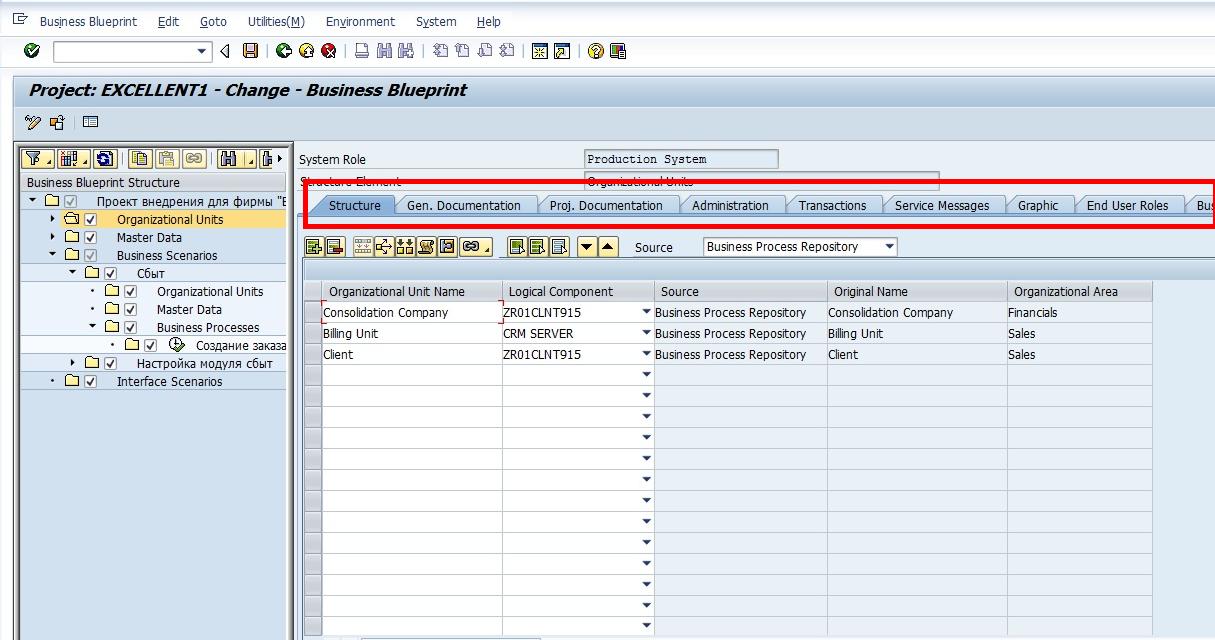 Business Blueprint Edit Goto Utilities(M) Environment System Help
Project: EXCELLENT1 - Change - Business Blueprint
System Role Production System
Structure Element Organizational Units
Business Blueprint Structure
Проект внедрения для фирмы "Е
Organizational Units
Master Data
Business Scenarios
Сбыт
Organizational Units
Master Data
Business Processes
Создание заказа
Настройка модуля сбыт
Interface Scenarios
Structure Gen. Documentation Proj. Documentation Administration Transactions Service Messages Graphic End User Roles Bus
Source Business Process Repository
Organizational Unit Name Logical Component Source Original Name Organizational Area
Consolidation Company ZR01CLNT915 Business Process Repository Consolidation Company Financials
Billing Unit CRM SERVER Business Process Repository Billing Unit Sales
Client ZR01CLNT915 Business Process Repository Client Sales